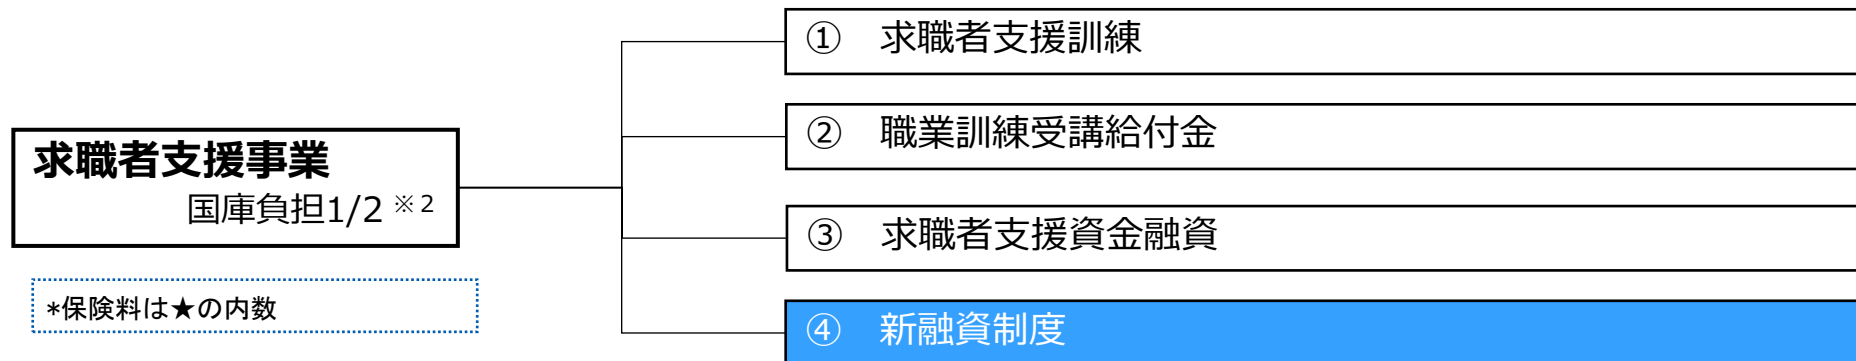 ① 求職者支援訓練
② 職業訓練受講給付金
求職者支援事業
国庫負担1/2 ※2
③ 求職者支援資金融資
*保険料は★の内数
④ 新融資制度